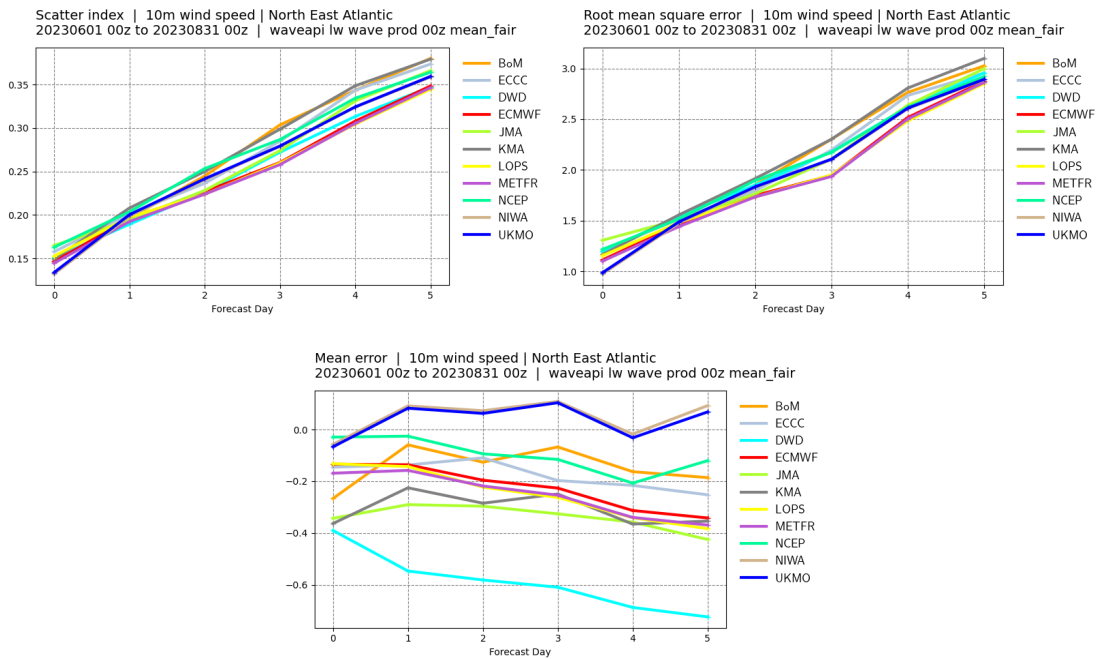 Scatter index | 10m wind speed | North East Atlantic
20230601 00z to 20230831 00z | waveapi lw wave prod 00z mean_fair
0.35
0.30
0.25
0.20
0.15
0
1
2
3
4
5
Forecast Day
BoM
ECCC
DWD
ECMWF
JMA
KMA
LOPS
METFR
NCEP
NIWA
UKMO
Root mean square error | 10m wind speed | North East Atlantic
20230601 00z to 20230831 00z | waveapi lw wave prod 00z mean_fair
3.0
2.5
2.0
1.5
1.0
0
1
2
3
4
5
Forecast Day
BoM
ECCC
DWD
ECMWF
JMA
KMA
LOPS
METFR
NCEP
NIWA
UKMO
Mean error | 10m wind speed | North East Atlantic
20230601 00z to 20230831 00z | waveapi lw wave prod 00z mean_fair
0.0
−0.2
−0.4
−0.6
0
1
2
3
4
5
Forecast Day
BoM
ECCC
DWD
ECMWF
JMA
KMA
LOPS
METFR
NCEP
NIWA
UKMO